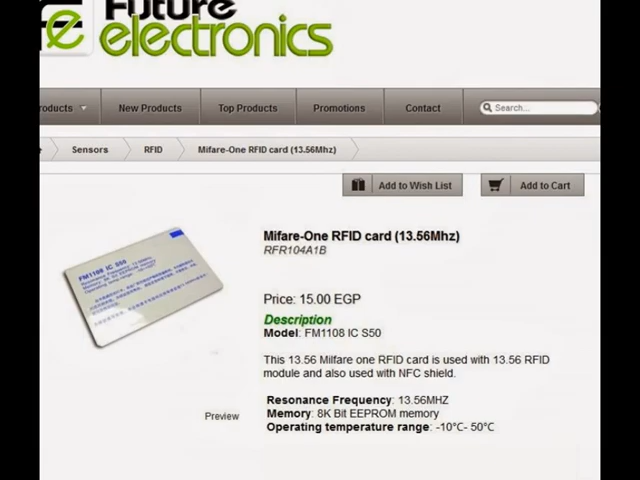 Future
electronics
oducts
New Products
Top Products
Promotions
Contact
Search...
Sensors
RFID
Mifare-One RFID card (13.56Mhz)
Add to Wish List
Add to Cart
Mifare-One RFID card (13.56Mhz)
RFR104A1B
FM1108 IC S50
Price: 15.00 EGP
Description
Model: FM1108 IC S50
This 13.56 Milfare one RFID card is used with 13.56 RFID
module and also used with NFC shield.
Resonance Frequency: 13.56MHZ
Preview
Memory: 8K Bit EEPROM memory
Operating temperature range: -10°C- 50°C